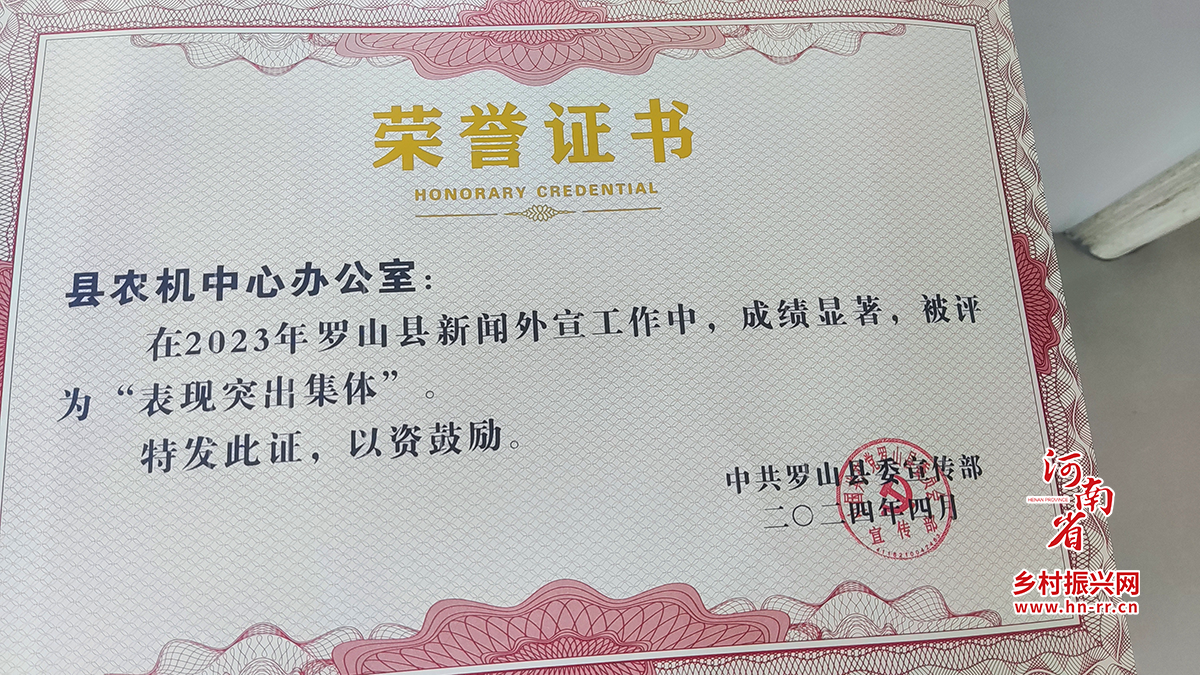 荣誉证书
HONORARY CREDENTIAL
县农机中心办公室：
在2023年罗山县新闻外宣工作中，成绩显著，被评
为“表现突出集体”。
特发此证，以资鼓励。
中共罗山县委宣传部
二〇二四年四月
宣传部
河南省
HENAN PROVINCE
乡村振兴网
www.hn-rr.cn